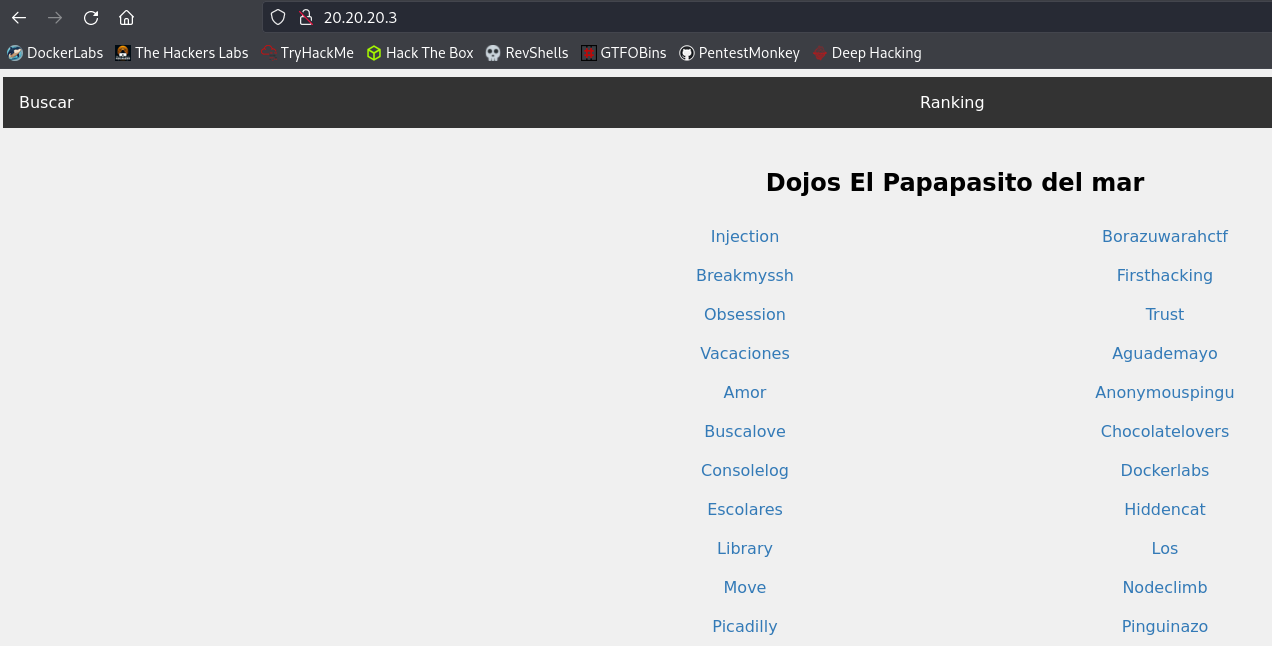 20.20.20.3
DockerLabs The Hackers Labs TryHackMe Hack The Box RevShells GTFOBins PentestMonkey Deep Hacking
Buscar Ranking
Dojos El Papapasito del mar
Injection Borazuwarahctf
Breakmyssh Firsthacking
Obsession Trust
Vacaciones Aguademayo
Amor Anonymouspingu
Buscalove Chocolatelovers
Consolelog Dockerlabs
Escolares Hiddencat
Library Los
Move Nodeclimb
Picadilly Pinguinazo